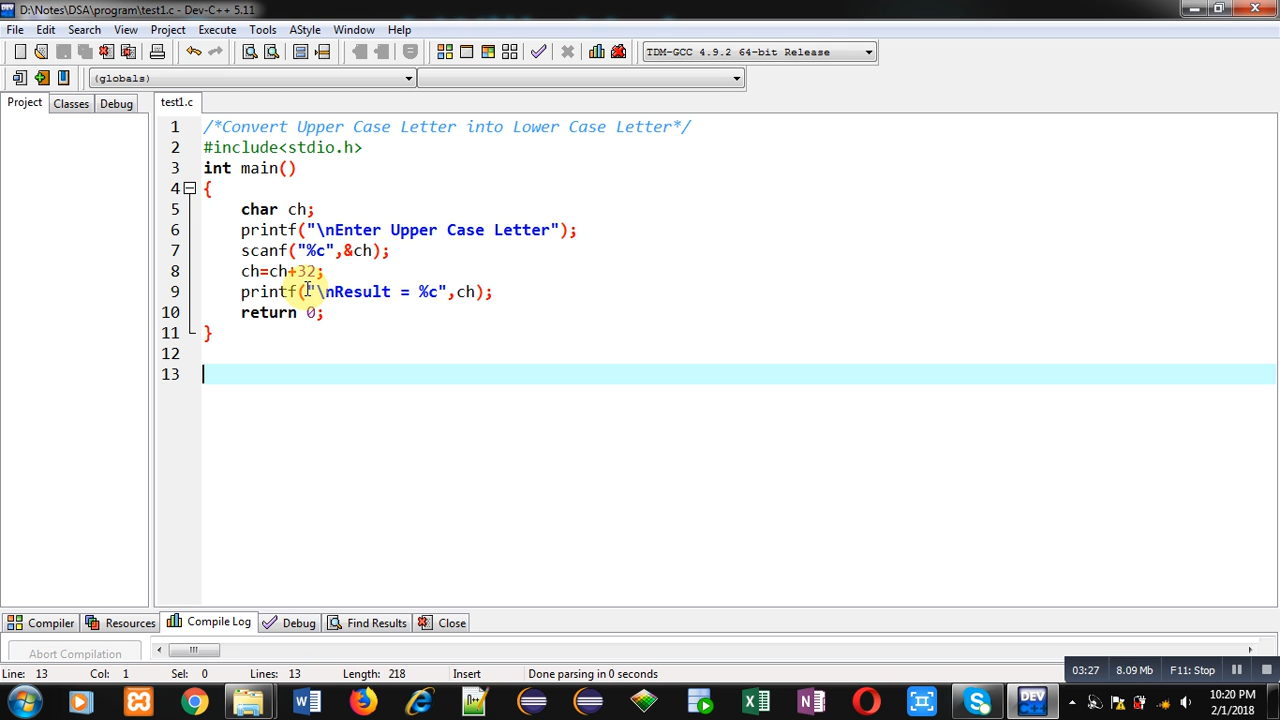 D:\Notes\DSA\program\test1.c - Dev-C++ 5.11
File Edit Search View Project Execute Tools AStyle Window Help
TDM-GCC 4.9.2 64-bit Release
(globals)
Project Classes Debug
test1.c
1 /*Convert Upper Case Letter into Lower Case Letter*/
2 #include<stdio.h>
3 int main()
4 {
5 char ch;
6 printf("\nEnter Upper Case Letter");
7 scanf("%c",&ch);
8 ch=ch+32;
9 printf("\nResult = %c",ch);
10 return 0;
11 }
12
13
Compiler Resources Compile Log Debug Find Results Close
Abort Compilation
Line: 13 Col: 1 Sel: 0 Lines: 13 Length: 218 Insert Done parsing in 0 seconds
03:27 8.09 Mb F11: Stop
DEV
10:20 PM
2/1/2018